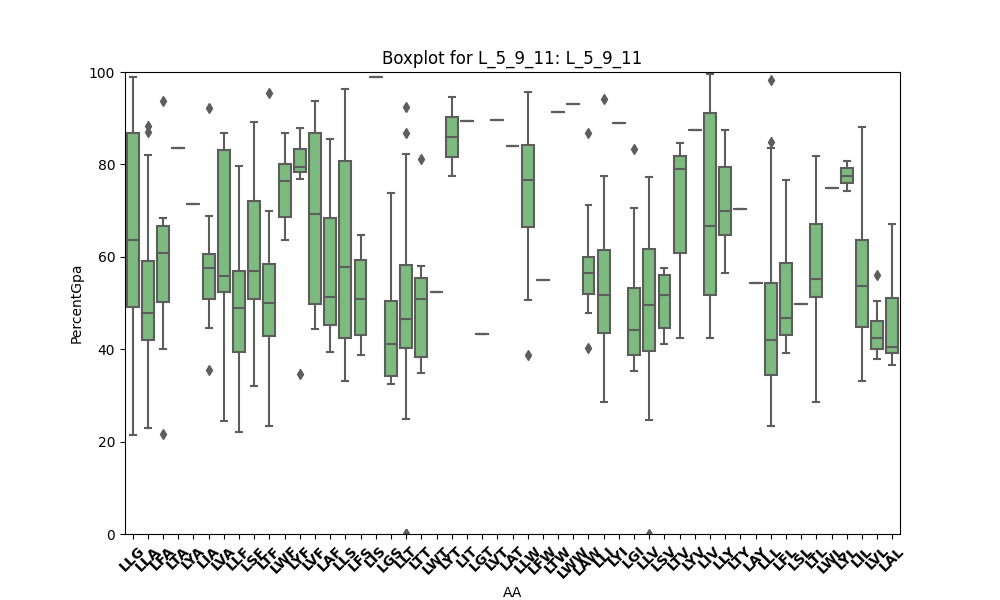 Boxplot for L_5_9_11: L_5_9_11
PercentGpa
100
80
60
40
20
0
LLG LLA LFA LTA LYA LIA LVA LLF LSF LTF LWF LYF LVF LAF LLS LFS LIS LGS LLT LTT LWT LYT LIT LGT LVT LAT LLW LFW LTW LWW LAW LLI LYI LGI LLV LSV LTV LYV LIV LLY LTY LAY LLL LFL LSL LTL LWL LYL LIL LVL LAL
AA